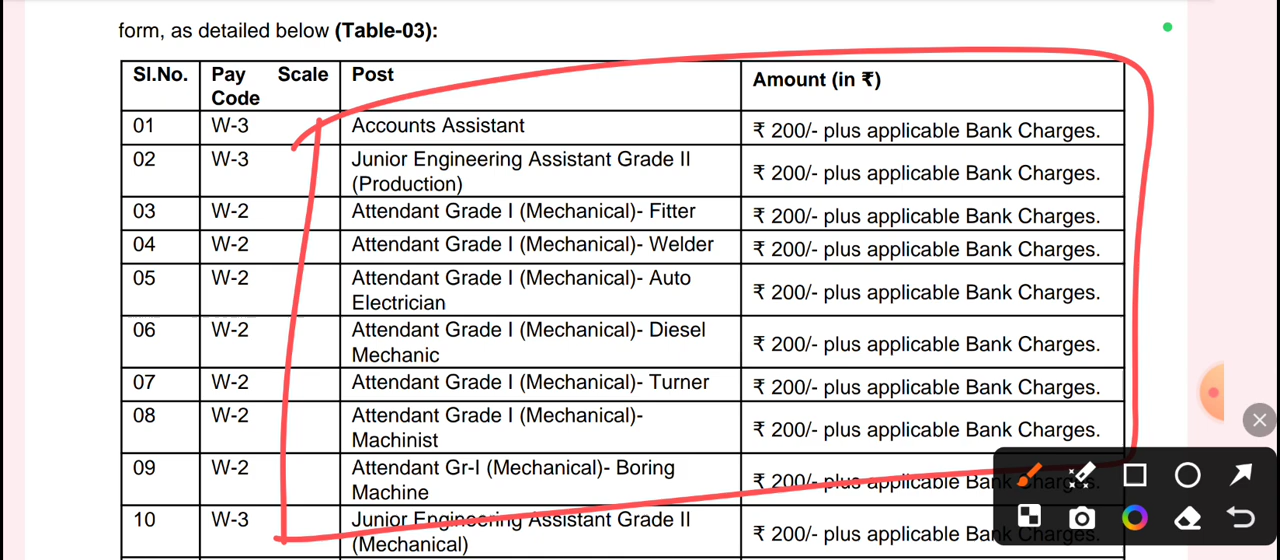 form, as detailed below (Table-03):
Sl.No. Pay Scale Post Amount (in ₹)
Code
01 W-3 Accounts Assistant ₹ 200/- plus applicable Bank Charges.
02 W-3 Junior Engineering Assistant Grade II ₹ 200/- plus applicable Bank Charges.
(Production)
03 W-2 Attendant Grade I (Mechanical)- Fitter ₹ 200/- plus applicable Bank Charges.
04 W-2 Attendant Grade I (Mechanical)- Welder ₹ 200/- plus applicable Bank Charges.
05 W-2 Attendant Grade I (Mechanical)- Auto ₹ 200/- plus applicable Bank Charges.
Electrician
06 W-2 Attendant Grade I (Mechanical)- Diesel ₹ 200/- plus applicable Bank Charges.
Mechanic
07 W-2 Attendant Grade I (Mechanical)- Turner ₹ 200/- plus applicable Bank Charges.
08 W-2 Attendant Grade I (Mechanical)- ₹ 200/- plus applicable Bank Charges.
Machinist
09 W-2 Attendant Gr-I (Mechanical)- Boring ₹ 200/- plus applicable Bank Charges.
Machine
10 W-3 Junior Engineering Assistant Grade II ₹ 200/- plus applicable Bank Charges.
(Mechanical)